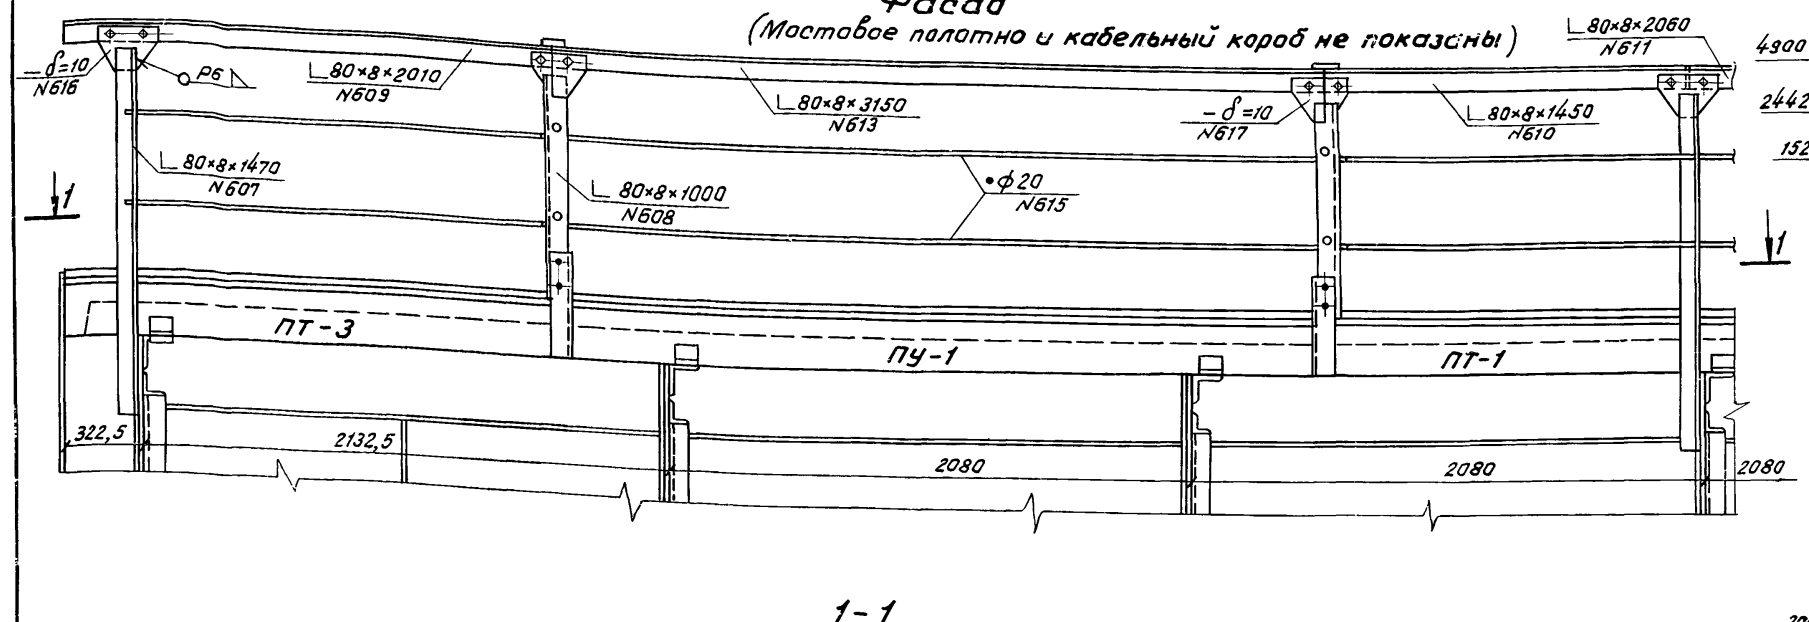 Фасад
(Мостовое полотно и кабельный короб не показаны)
∟80×8×2060
N611
4900
-δ=10
N616
Р6
∟80×8×2010
N609
∟80×8×3150
N613
-δ=10
N617
∟80×8×1450
N610
2442
152
∟80×8×1470
N607
∟80×8×1000
N608
•ϕ20
N615
1
1
ПТ-3
ПУ-1
ПТ-1
322,5
2132,5
2080
2080
2080
1-1